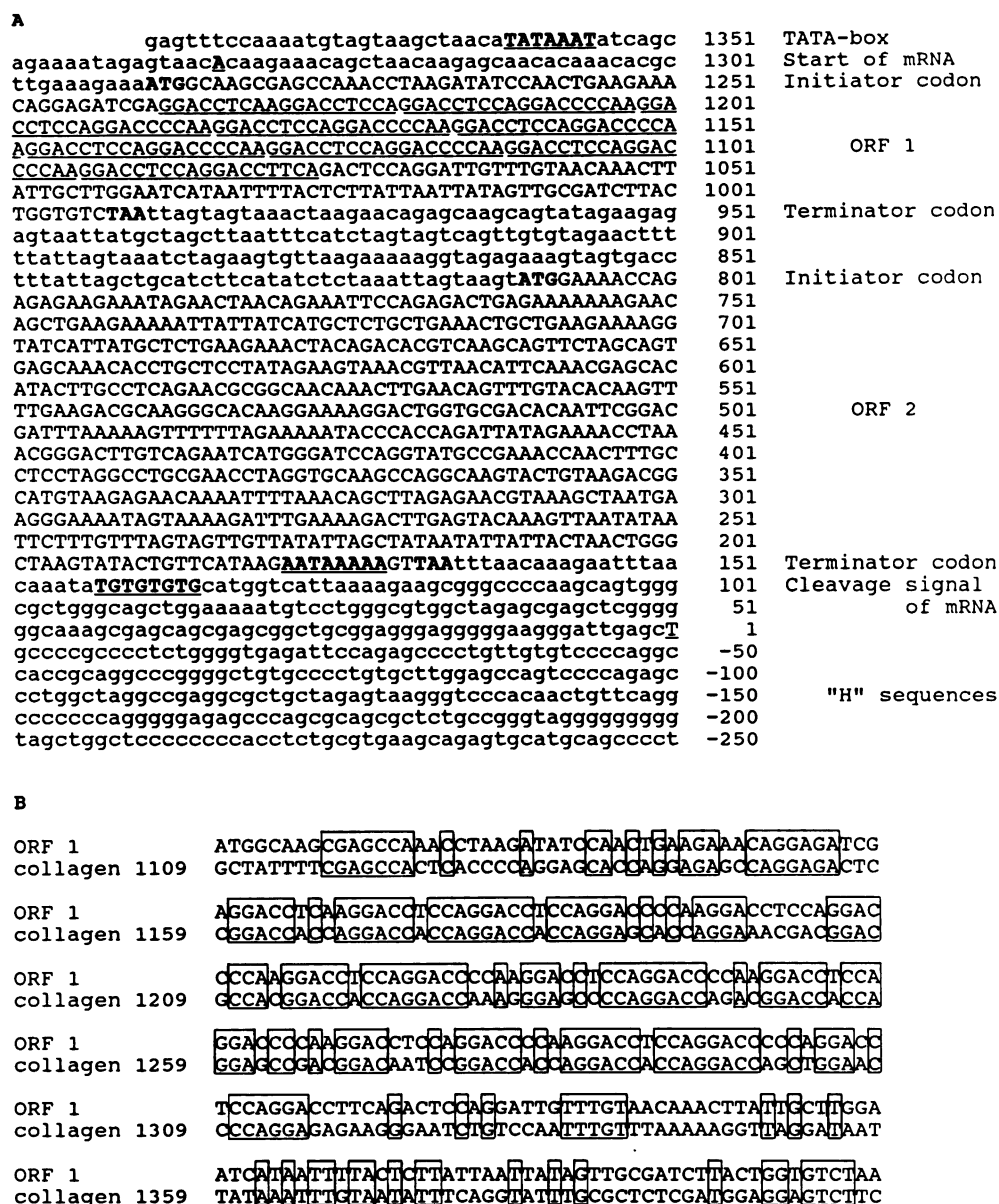 A
gagtttccaaaatgtagtaagctaacaTATAAATatcagc 1351 TATA-box
agaaaatagagtaacAcaagaaacagctaacaagagcaacacaaacacgc 1301 Start of mRNA
ttgaaagaaaATGGCAAGCGAGCCAAACCTAAGATATCCAACTGAAGAAA 1251 Initiator codon
CAGGAGATCGAGGACCTCAAGGACCTCCAGGACCTCCAGGACCCCAAGGA 1201
CCTCCAGGACCCCAAGGACCTCCAGGACCCCAAGGACCTCCAGGACCCCA 1151
AGGACCTCCAGGACCCCAAGGACCTCCAGGACCCCAAGGACCTCCAGGAC 1101 ORF 1
CCCAAGGACCTCCAGGACCTTCAGACTCCAGGATTGTTTGTAACAAACTT 1051
ATTGCTTGGAATCATAATTTTACTCTTATTAATTATAGTTGCGATCTTAC 1001
TGGTGTCTAAttagtagtaaactaagaacagagcaagcagtatagaagag 951 Terminator codon
agtaattatgctagcttaatttcatctagtagtcagttgtgtagaacttt 901
ttattagtaaatctagaagtgttaagaaaaaggtagagaaagtagtgacc 851
tttattagctgcatcttcatatctctaaattagtaagtATGGAAAACCAG 801 Initiator codon
AGAGAAGAAATAGAACTAACAGAAATTCCAGAGACTGAGAAAAAAAGAAC 751
AGCTGAAGAAAAATTATTATCATGCTCTGCTGAAACTGCTGAAGAAAAGG 701
TATCATTATGCTCTGAAGAAACTACAGACACGTCAAGCAGTTCTAGCAGT 651
GAGCAAACACCTGCTCCTATAGAAGTAAACGTTAACATTCAAACGAGCAC 601
ATACTTGCCTCAGAACGCGGCAACAAACTTGAACAGTTTGTACACAAGTT 551
TTGAAGACGCAAGGGCACAAGGAAAAGGACTGGTGCGACACAATTCGGAC 501 ORF 2
GATTTAAAAAGTTTTTTAGAAAAATACCCACCAGATTATAGAAAACCTAA 451
ACGGGACTTGTCAGAATCATGGGATCCAGGTATGCCGAAACCAACTTTGC 401
CTCCTAGGCCTGCGAACCTAGGTGCAAGCCAGGCAAGTACTGTAAGACGG 351
CATGTAAGAGAACAAAATTTTAAACAGCTTAGAGAACGTAAAGCTAATGA 301
AGGGAAAATAGTAAAAGATTTGAAAAGACTTGAGTACAAAGTTAATATAA 251
TTCTTTGTTTAGTAGTTGTTATATTAGCTATAATATTATTACTAACTGGG 201
CTAAGTATACTGTTCATAAGAATAAAAAGTTAAtttaacaaagaatttaa 151 Terminator codon
caaataTGTGTGTGcatggtcattaaaagaagcgggccccaagcagtggg 101 Cleavage signal
cgctgggcagctggaaaaatgtcctgggcgtggctagagcgagctcgggg 51 of mRNA
ggcaaagcgagcagcgagcggctgcggagggagggggaagggattgagcT 1
gccccgcccctctggggtgagattccagagcccctgttgtgtccccaggc -50
caccgcaggcccggggctgtgcccctgtgcttggagccagtccccagagc -100
cctggctaggccgaggcgctgctagagtaagggtcccacaactgttcagg -150 "H" sequences
cccccccagggggagagcccagcgcagcgctctgccgggtaggggggggg -200
tagctggctcccccccccacctctgcgtgaagcagagtgcatgcagcccct -250
B
ORF 1 ATGGCAAGCGAGCCAAACCTAAGATATCCAACTGAAGAAACAGGAGATCG
collagen 1109 GCTATTTTCGAGCCACTCACCCCAGGAGCACCAGGAGAGCCAGGAGACTC
ORF 1 AGGACCTCAAGGACCTCCAGGACCTCCAGGACCCCAAGGACCTCCAGGAC
collagen 1159 CGGACCACCAGGACCACCAGGACCACCAGGAGCACCAGGAAACGACGGAC
ORF 1 CCCAAGGACCTCCAGGACCCCAAGGACCTCCAGGACCCCAAGGACCTCCA
collagen 1209 GCCACGGACCACCAGGACCAAAGGGAGCCCCAGGACCAGACGGACCACCA
ORF 1 GGACCCCAAGGACCTCCAGGACCCCAAGGACCTCCAGGACCCCCAGGACC
collagen 1259 GGAGCCGACGGACAATCCGGACCACCAGGACCACCAGGACCAGCTGGAAC
ORF 1 TCCAGGACCTTCAGACTCCAGGATTGTTTGTAACAAACTTATTGCTTGGA
collagen 1309 CCCAGGAGAGAAGGGAATCTGTCCAATTTGTTTAAAAAGGTTAGGATAAT
ORF 1 ATCATAATTTTACTCTTATTAATTATAGTTGCGATCTTACTGGTGTCTAA
collagen 1359 TATAAATTTGTAATATTTCAGGTATTTGCGCTCTCGATGGAGGAGTCTTC